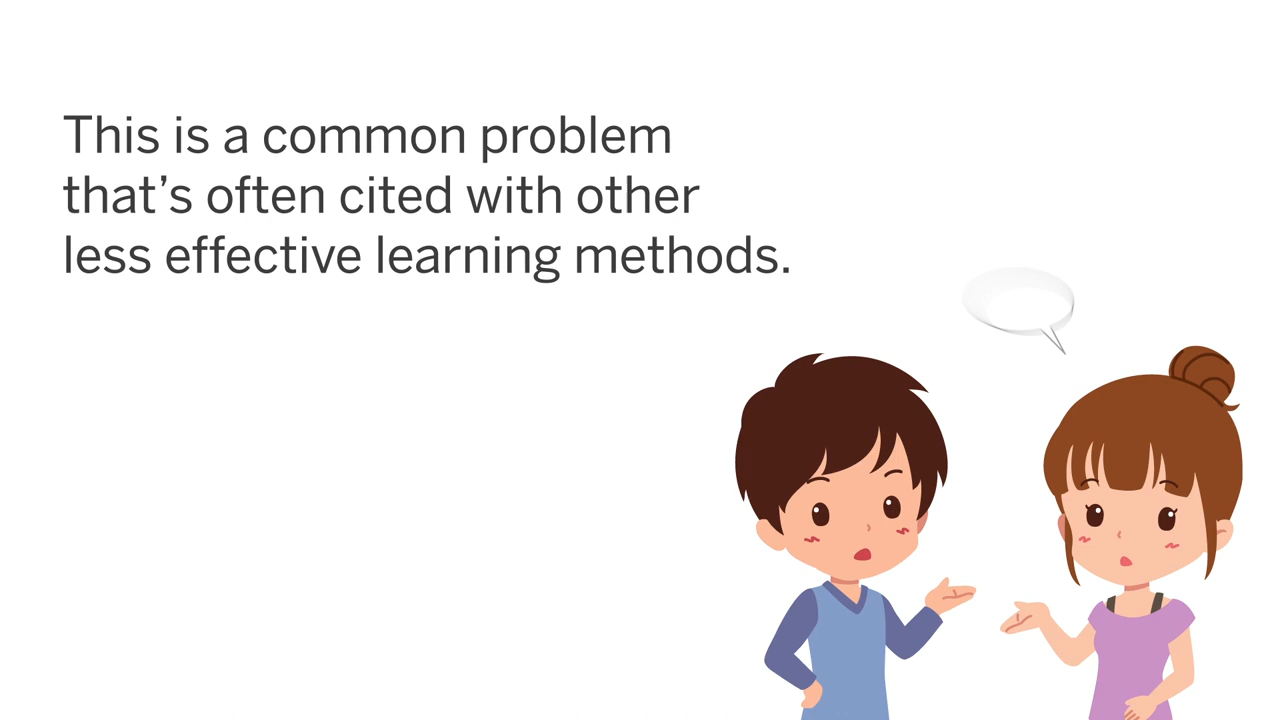 This is a common problem
that’s often cited with other
less effective learning methods.